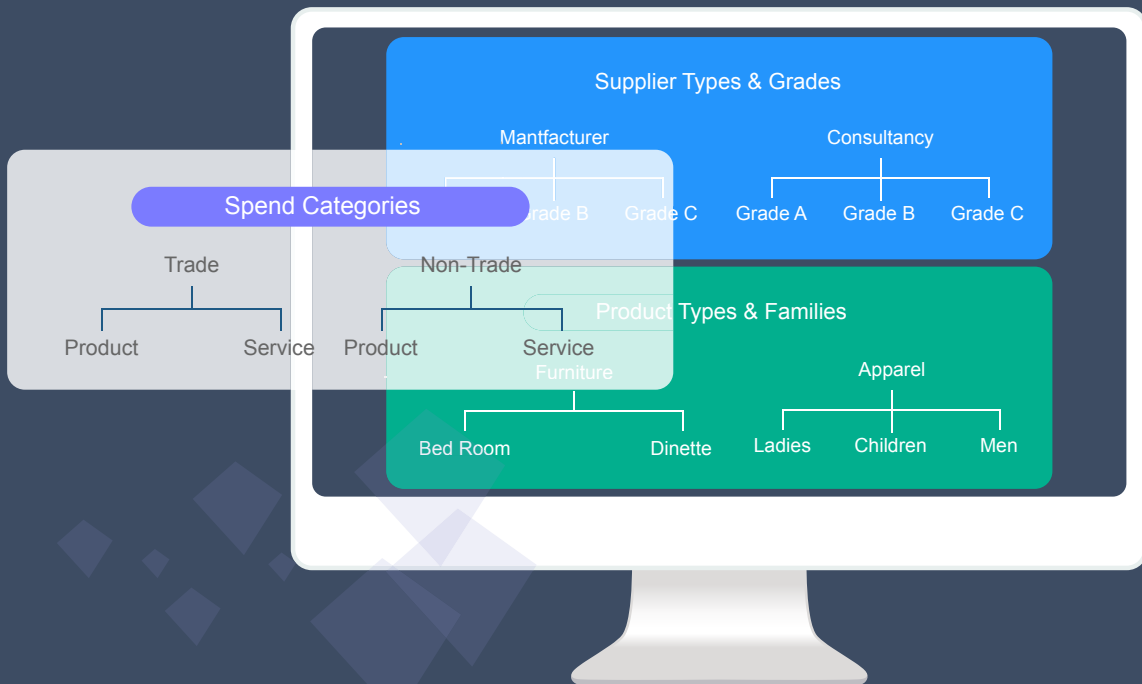 Supplier Types & Grades
Mantfacturer
Consultancy
Grade B
Grade C
Grade A
Grade B
Grade C
Spend Categories
Trade
Non-Trade
Product
Service
Product
Service
Product Types & Families
Furniture
Apparel
Bed Room
Dinette
Ladies
Children
Men